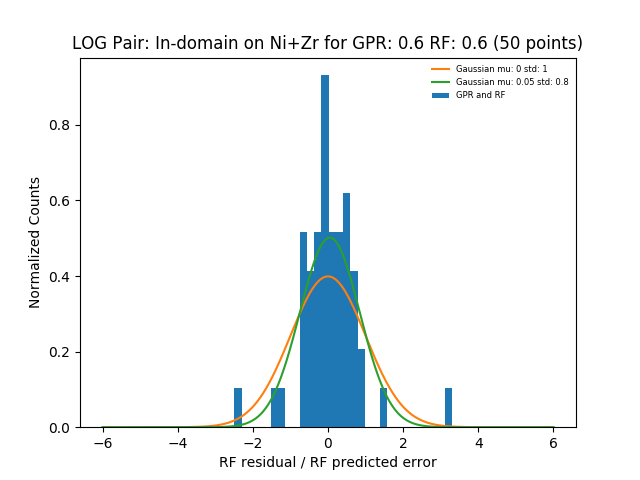 LOG Pair: In-domain on Ni+Zr for GPR: 0.6 RF: 0.6 (50 points)
Gaussian mu: 0 std: 1
Gaussian mu: 0.05 std: 0.8
GPR and RF
Normalized Counts
0.8
0.6
0.4
0.2
0.0
−6 −4 −2 0 2 4 6
RF residual / RF predicted error